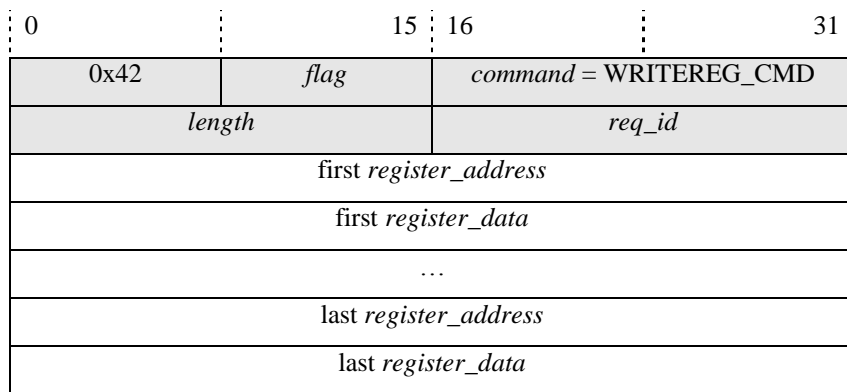 0 15 16 31
0x42 flag command = WRITEREG_CMD
length req_id
first register_address
first register_data
…
last register_address
last register_data